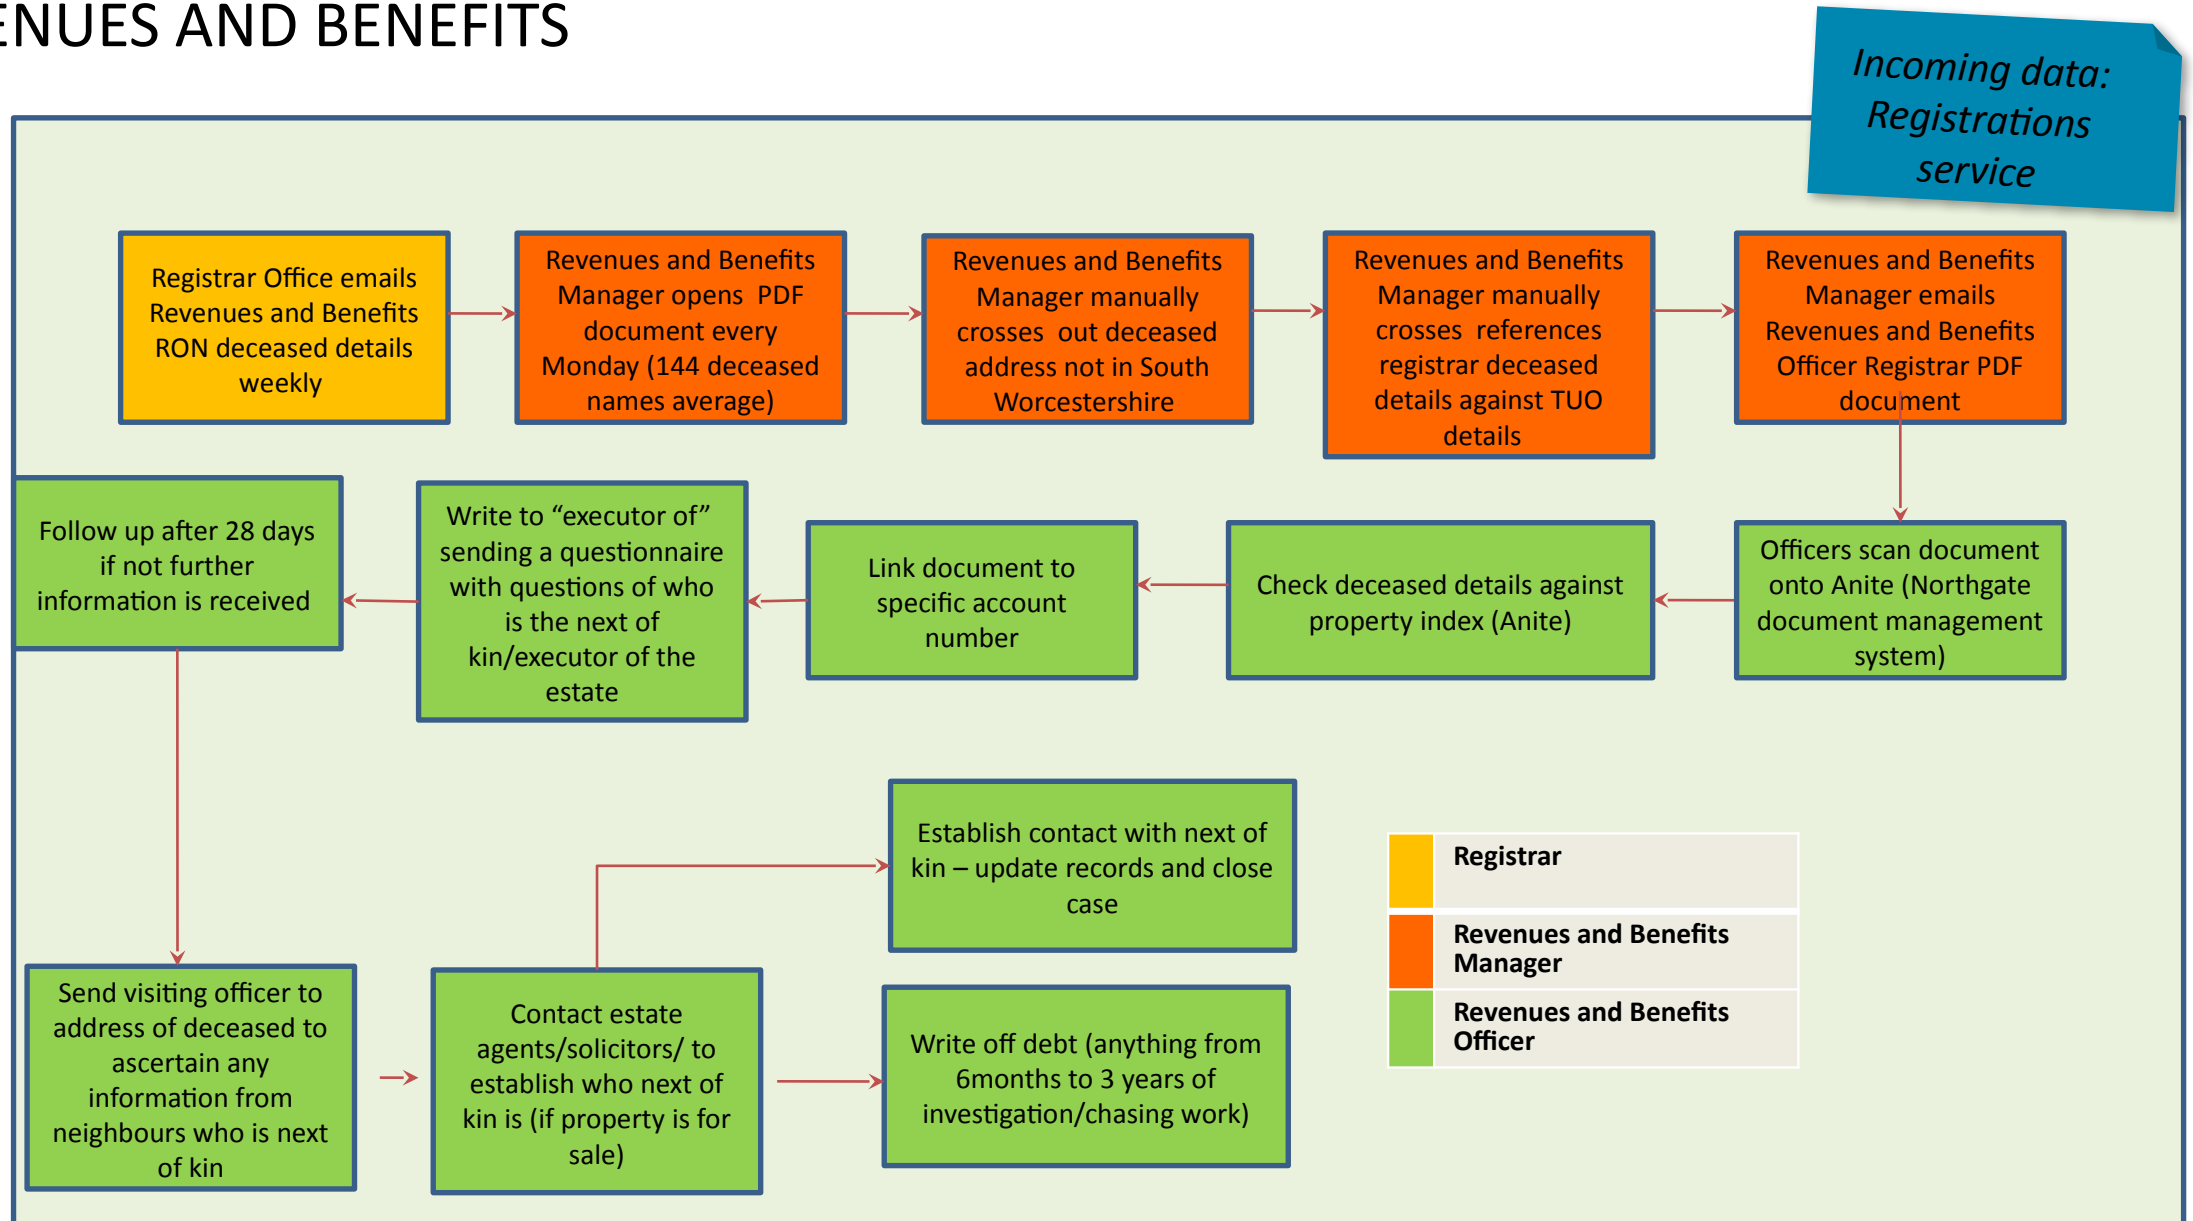 ENUES AND BENEFITS
Incoming data:
Registrations
service
Registrar Office emails
Revenues and Benefits
RON deceased details
weekly
Revenues and Benefits
Manager opens PDF
document every
Monday (144 deceased
names average)
Revenues and Benefits
Manager manually
crosses out deceased
address not in South
Worcestershire
Revenues and Benefits
Manager manually
crosses references
registrar deceased
details against TUO
details
Revenues and Benefits
Manager emails
Revenues and Benefits
Officer Registrar PDF
document
Officers scan document
onto Anite (Northgate
document management
system)
Check deceased details against
property index (Anite)
Link document to
specific account
number
Write to “executor of”
sending a questionnaire
with questions of who
is the next of
kin/executor of the
estate
Follow up after 28 days
if not further
information is received
Send visiting officer to
address of deceased to
ascertain any
information from
neighbours who is next
of kin
Contact estate
agents/solicitors/ to
establish who next of
kin is (if property is for
sale)
Establish contact with next of
kin – update records and close
case
Write off debt (anything from
6months to 3 years of
investigation/chasing work)
Registrar
Revenues and Benefits
Manager
Revenues and Benefits
Officer